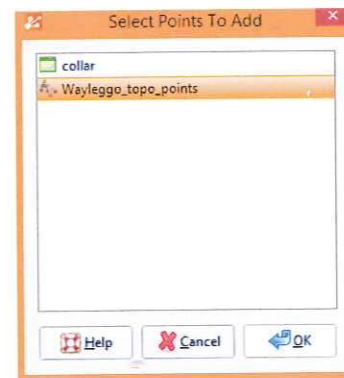 Select Points To Add
collar
Wayleggo_topo_points
Help
Cancel
OK